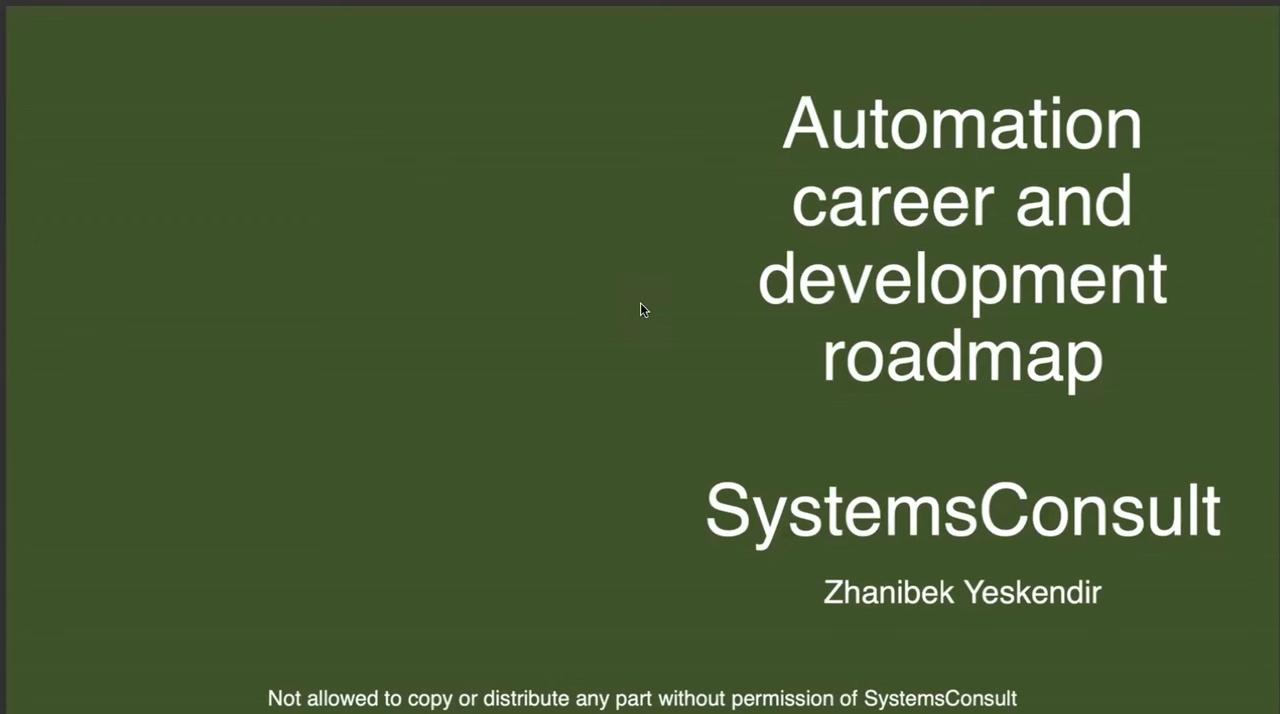 Automation
career and
development
roadmap
SystemsConsult
Zhanibek Yeskendir
Not allowed to copy or distribute any part without permission of SystemsConsult